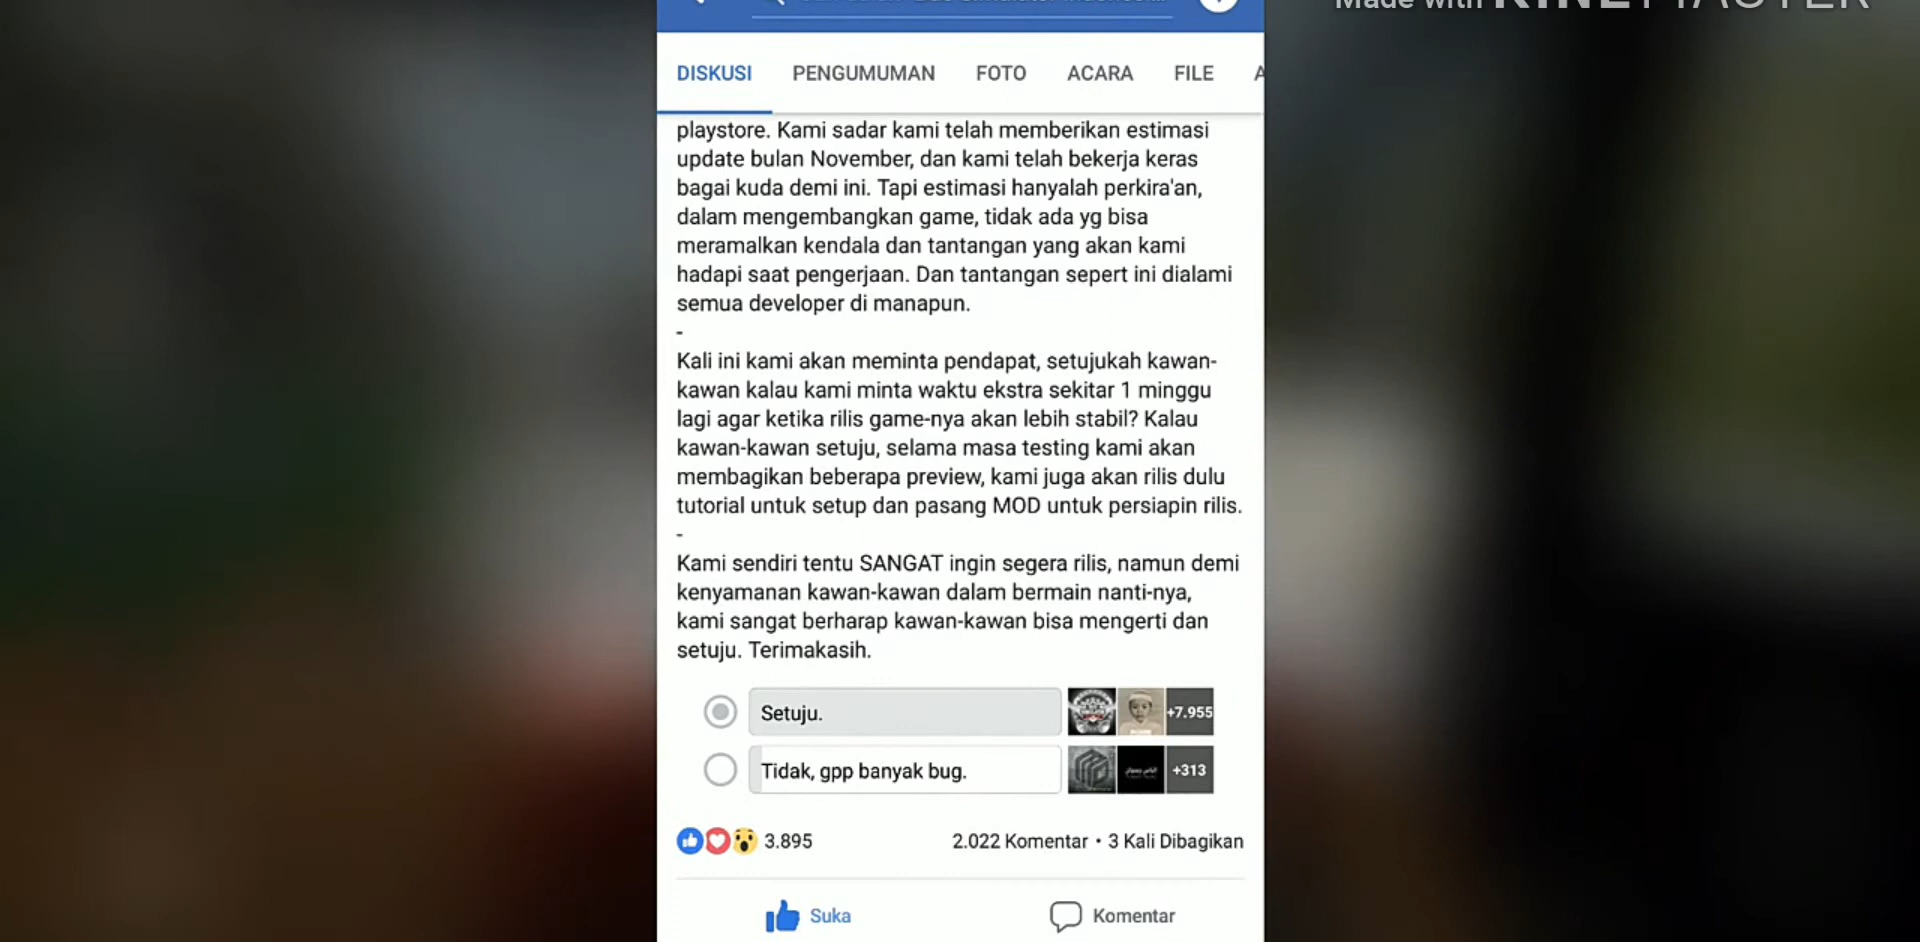 Made with KINEMASTER
DISKUSI PENGUMUMAN FOTO ACARA FILE
playstore. Kami sadar kami telah memberikan estimasi
update bulan November, dan kami telah bekerja keras
bagai kuda demi ini. Tapi estimasi hanyalah perkira'an,
dalam mengembangkan game, tidak ada yg bisa
meramalkan kendala dan tantangan yang akan kami
hadapi saat pengerjaan. Dan tantangan sepert ini dialami
semua developer di manapun.
-
Kali ini kami akan meminta pendapat, setujukah kawan-
kawan kalau kami minta waktu ekstra sekitar 1 minggu
lagi agar ketika rilis game-nya akan lebih stabil? Kalau
kawan-kawan setuju, selama masa testing kami akan
membagikan beberapa preview, kami juga akan rilis dulu
tutorial untuk setup dan pasang MOD untuk persiapin rilis.
-
Kami sendiri tentu SANGAT ingin segera rilis, namun demi
kenyamanan kawan-kawan dalam bermain nanti-nya,
kami sangat berharap kawan-kawan bisa mengerti dan
setuju. Terimakasih.
Setuju. +7.955
Tidak, gpp banyak bug. +313
3.895 2.022 Komentar • 3 Kali Dibagikan
Suka Komentar